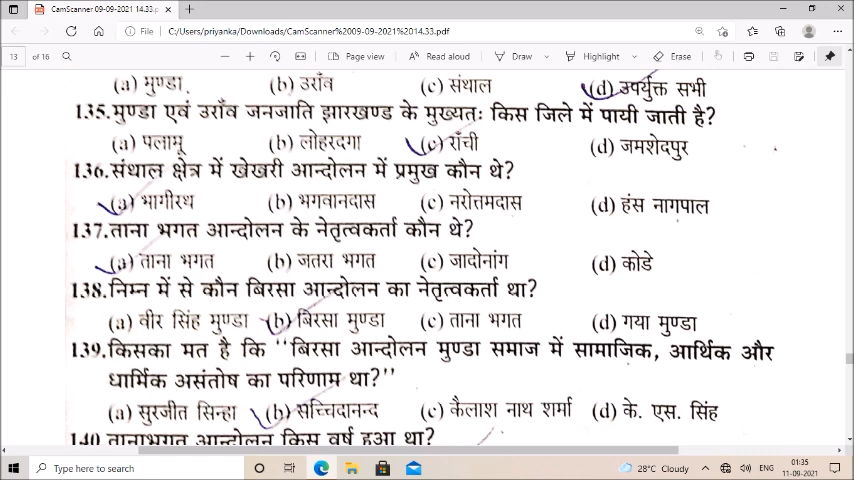 CamScanner 09-09-2021 14.33.p
File C:/Users/priyanka/Downloads/CamScanner%2009-09-2021%2014.33.pdf
13 of 16 Page view Read aloud Draw Highlight Erase
(a) मुण्डा (b) उराँव (c) संथाल (d) उपर्युक्त सभी
135. मुण्डा एवं उराँव जनजाति झारखण्ड के मुख्यतः किस जिले में पायी जाती है?
(a) पलामू (b) लोहरदगा (c) राँची (d) जमशेदपुर
136. संथाल क्षेत्र में खेखरी आन्दोलन में प्रमुख कौन थे?
(a) भागीरथ (b) भगवानदास (c) नरोत्तमदास (d) हंस नागपाल
137. ताना भगत आन्दोलन के नेतृत्वकर्ता कौन थे?
(a) ताना भगत (b) जतरा भगत (c) जादोनांग (d) कोडे
138. निम्न में से कौन बिरसा आन्दोलन का नेतृत्वकर्ता था?
(a) वीर सिंह मुण्डा (b) बिरसा मुण्डा (c) ताना भगत (d) गया मुण्डा
139. किसका मत है कि ''बिरसा आन्दोलन मुण्डा समाज में सामाजिक, आर्थिक और
धार्मिक असंतोष का परिणाम था?''
(a) सुरजीत सिन्हा (b) सच्चिदानन्द (c) कैलाश नाथ शर्मा (d) के. एस. सिंह
140 तानाभगत आन्दोलन किस वर्ष हुआ था?
Type here to search 28°C Cloudy ENG 01:35
11-09-2021